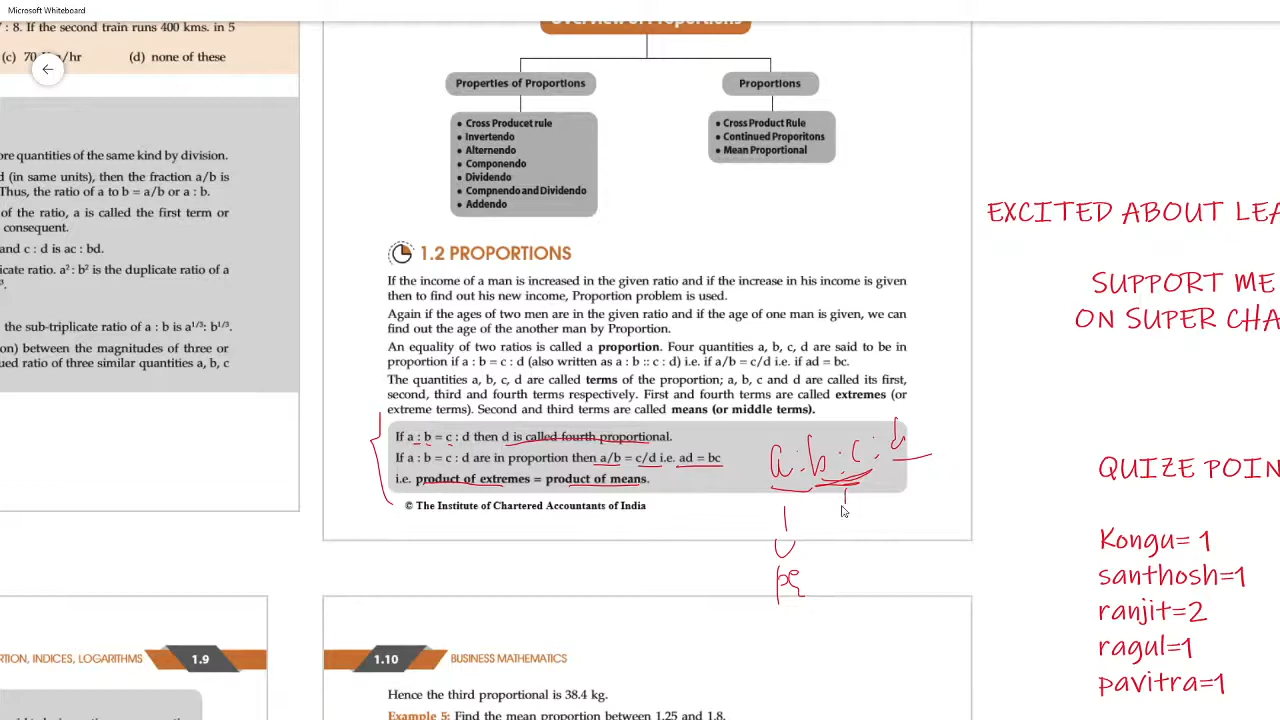 Microsoft Whiteboard
: 8. If the second train runs 400 kms. in 5
(c) 70 /hr (d) none of these
ore quantities of the same kind by division.
d (in same units), then the fraction a/b is
Thus, the ratio of a to b = a/b or a : b.
of the ratio, a is called the first term or
consequent.
and c : d is ac : bd.
icate ratio. a² : b² is the duplicate ratio of a
the sub-triplicate ratio of a : b is a^1/3: b^1/3.
on) between the magnitudes of three or
ued ratio of three similar quantities a, b, c
Overview of Proportions
Properties of Proportions
Proportions
• Cross Producet rule
• Invertendo
• Alternendo
• Componendo
• Dividendo
• Compnendo and Dividendo
• Addendo
• Cross Product Rule
• Continued Proporitons
• Mean Proportional
1.2 PROPORTIONS
If the income of a man is increased in the given ratio and if the increase in his income is given
then to find out his new income, Proportion problem is used.
Again if the ages of two men are in the given ratio and if the age of one man is given, we can
find out the age of the another man by Proportion.
An equality of two ratios is called a proportion. Four quantities a, b, c, d are said to be in
proportion if a : b = c : d (also written as a : b :: c : d) i.e. if a/b = c/d i.e. if ad = bc.
The quantities a, b, c, d are called terms of the proportion; a, b, c and d are called its first,
second, third and fourth terms respectively. First and fourth terms are called extremes (or
extreme terms). Second and third terms are called means (or middle terms).
If a : b = c : d then d is called fourth proportional.
If a : b = c : d are in proportion then a/b = c/d i.e. ad = bc
i.e. product of extremes = product of means.
a : b : c : d
© The Institute of Chartered Accountants of India
EXCITED ABOUT LEA
SUPPORT ME
ON SUPER CHA
QUIZE POIN
Kongu= 1
santhosh=1
ranjit=2
ragul=1
pavitra=1
RTION, INDICES, LOGARITHMS 1.9
1.10 BUSINESS MATHEMATICS
Hence the third proportional is 38.4 kg.
Example 5: Find the mean proportion between 1.25 and 1.8.